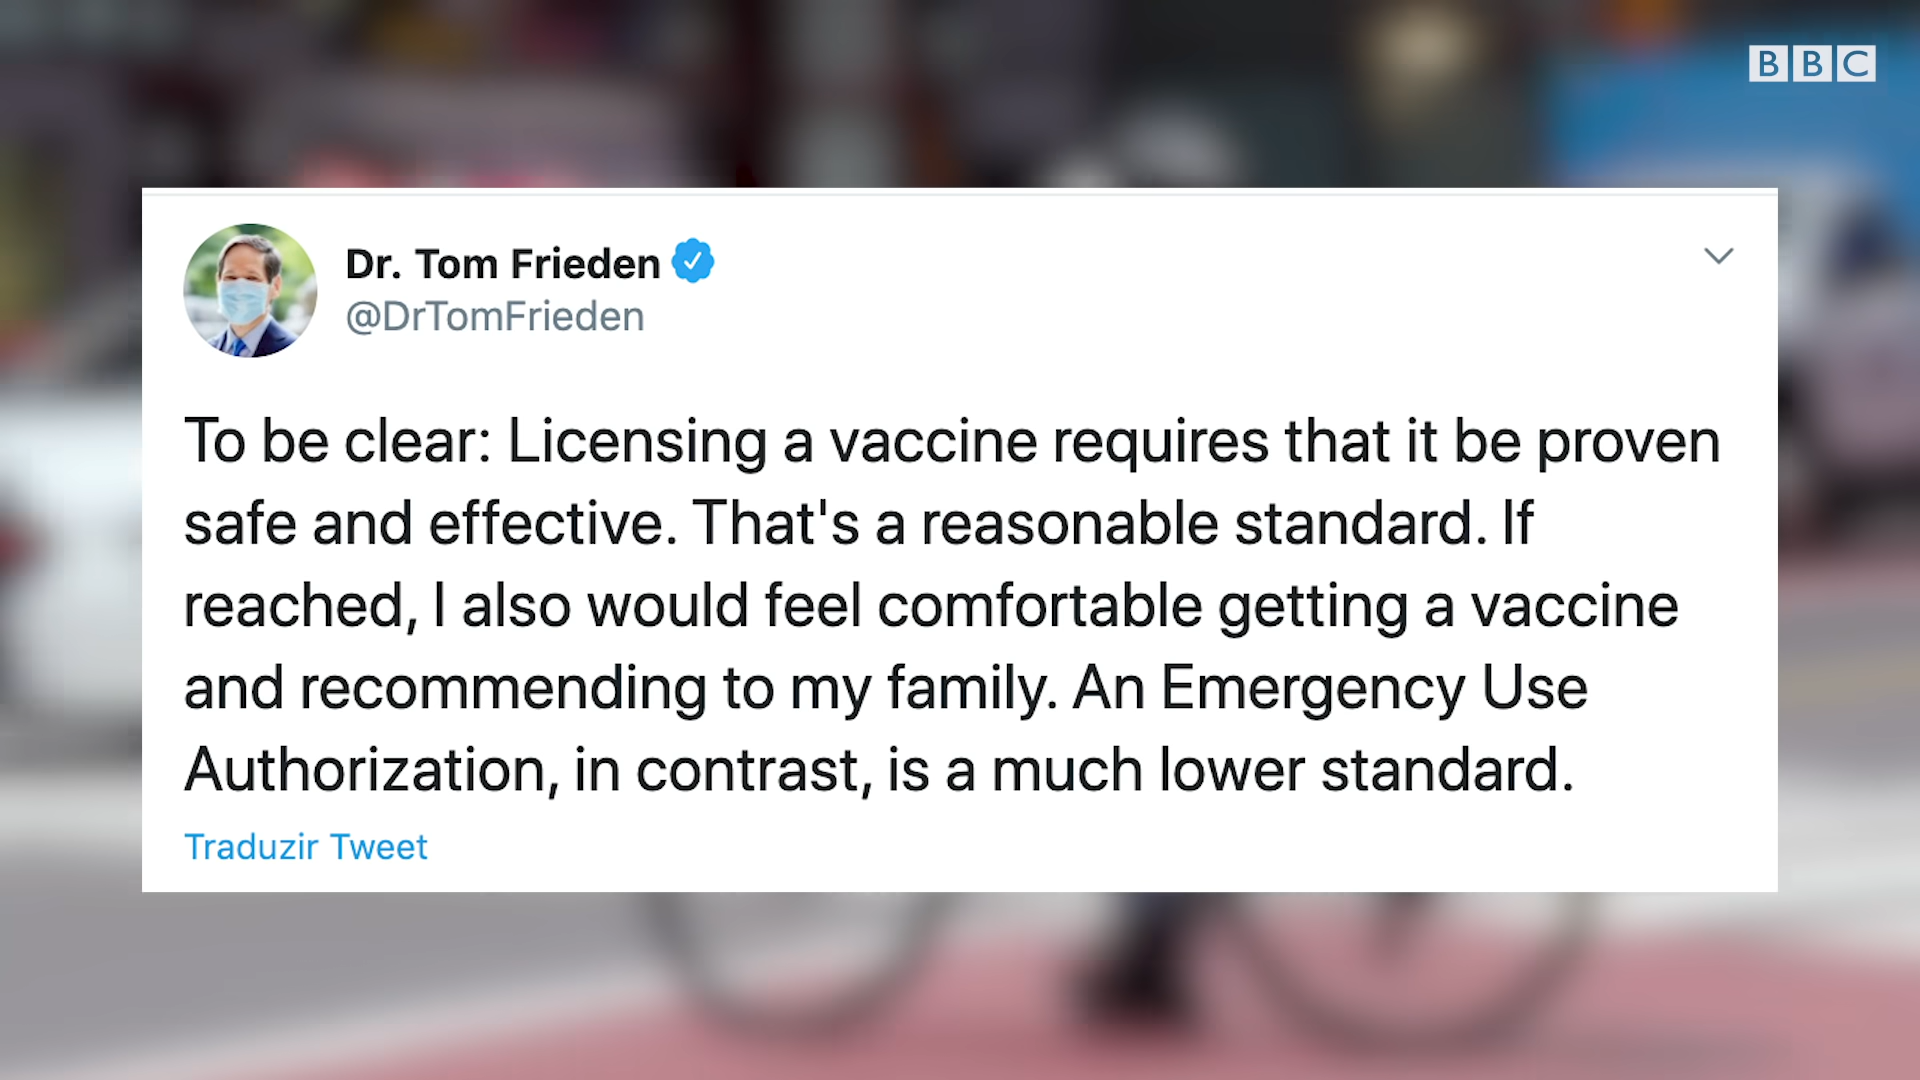 BBC
Dr. Tom Frieden
@DrTomFrieden
To be clear: Licensing a vaccine requires that it be proven
safe and effective. That's a reasonable standard. If
reached, I also would feel comfortable getting a vaccine
and recommending to my family. An Emergency Use
Authorization, in contrast, is a much lower standard.
Traduzir Tweet